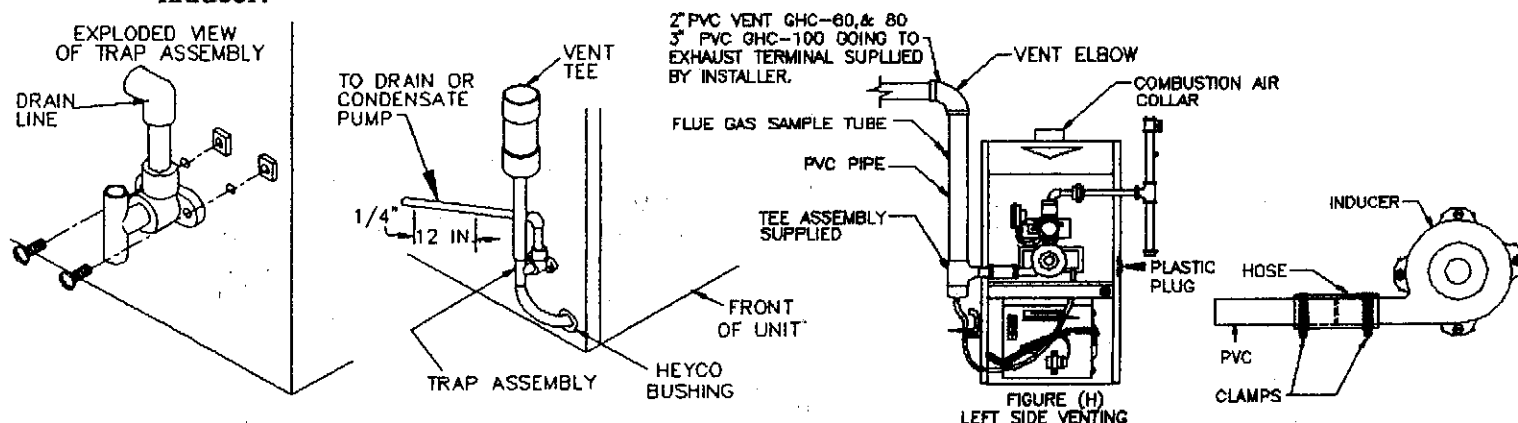 inducer.
EXPLODED VIEW
OF TRAP ASSEMBLY
DRAIN
LINE
TO DRAIN OR
CONDENSATE
PUMP
VENT
TEE
1/4"
12 IN
TRAP ASSEMBLY
HEYCO
BUSHING
FRONT
OF UNIT
2" PVC VENT GHC-60,& 80
3" PVC GHC-100 GOING TO
EXHAUST TERMINAL SUPLIED
BY INSTALLER.
VENT ELBOW
COMBUSTION AIR
COLLAR
FLUE GAS SAMPLE TUBE
PVC PIPE
TEE ASSEMBLY
SUPPLIED
PLASTIC
PLUG
FIGURE (H)
LEFT SIDE VENTING
INDUCER
HOSE
PVC
CLAMPS